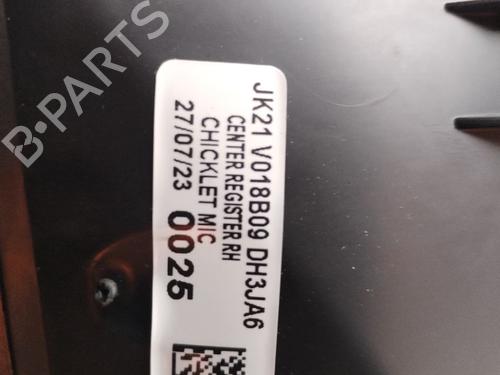 JK21 V018B09 DH3JA6
CENTER REGISTER RH
CHICKLET MIC
27/07/23 0025
B-Parts